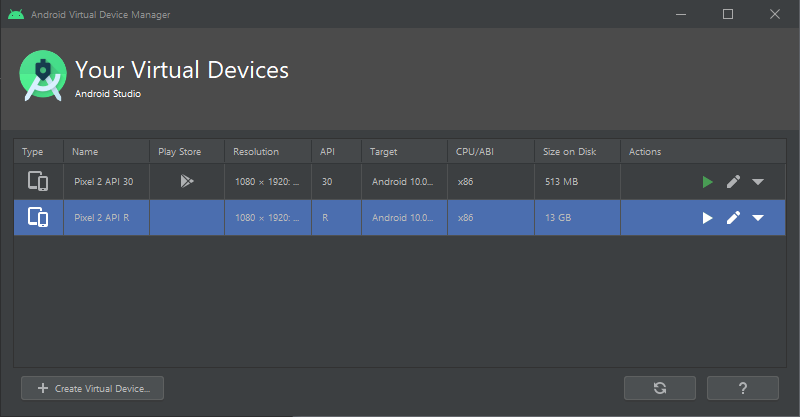 Android Virtual Device Manager
Your Virtual Devices
Android Studio
Type Name Play Store Resolution API Target CPU/ABI Size on Disk Actions
Pixel 2 API 30 1080 × 1920: ... 30 Android 10.0... x86 513 MB
Pixel 2 API R 1080 × 1920: ... R Android 10.0... x86 13 GB
+ Create Virtual Device... ?